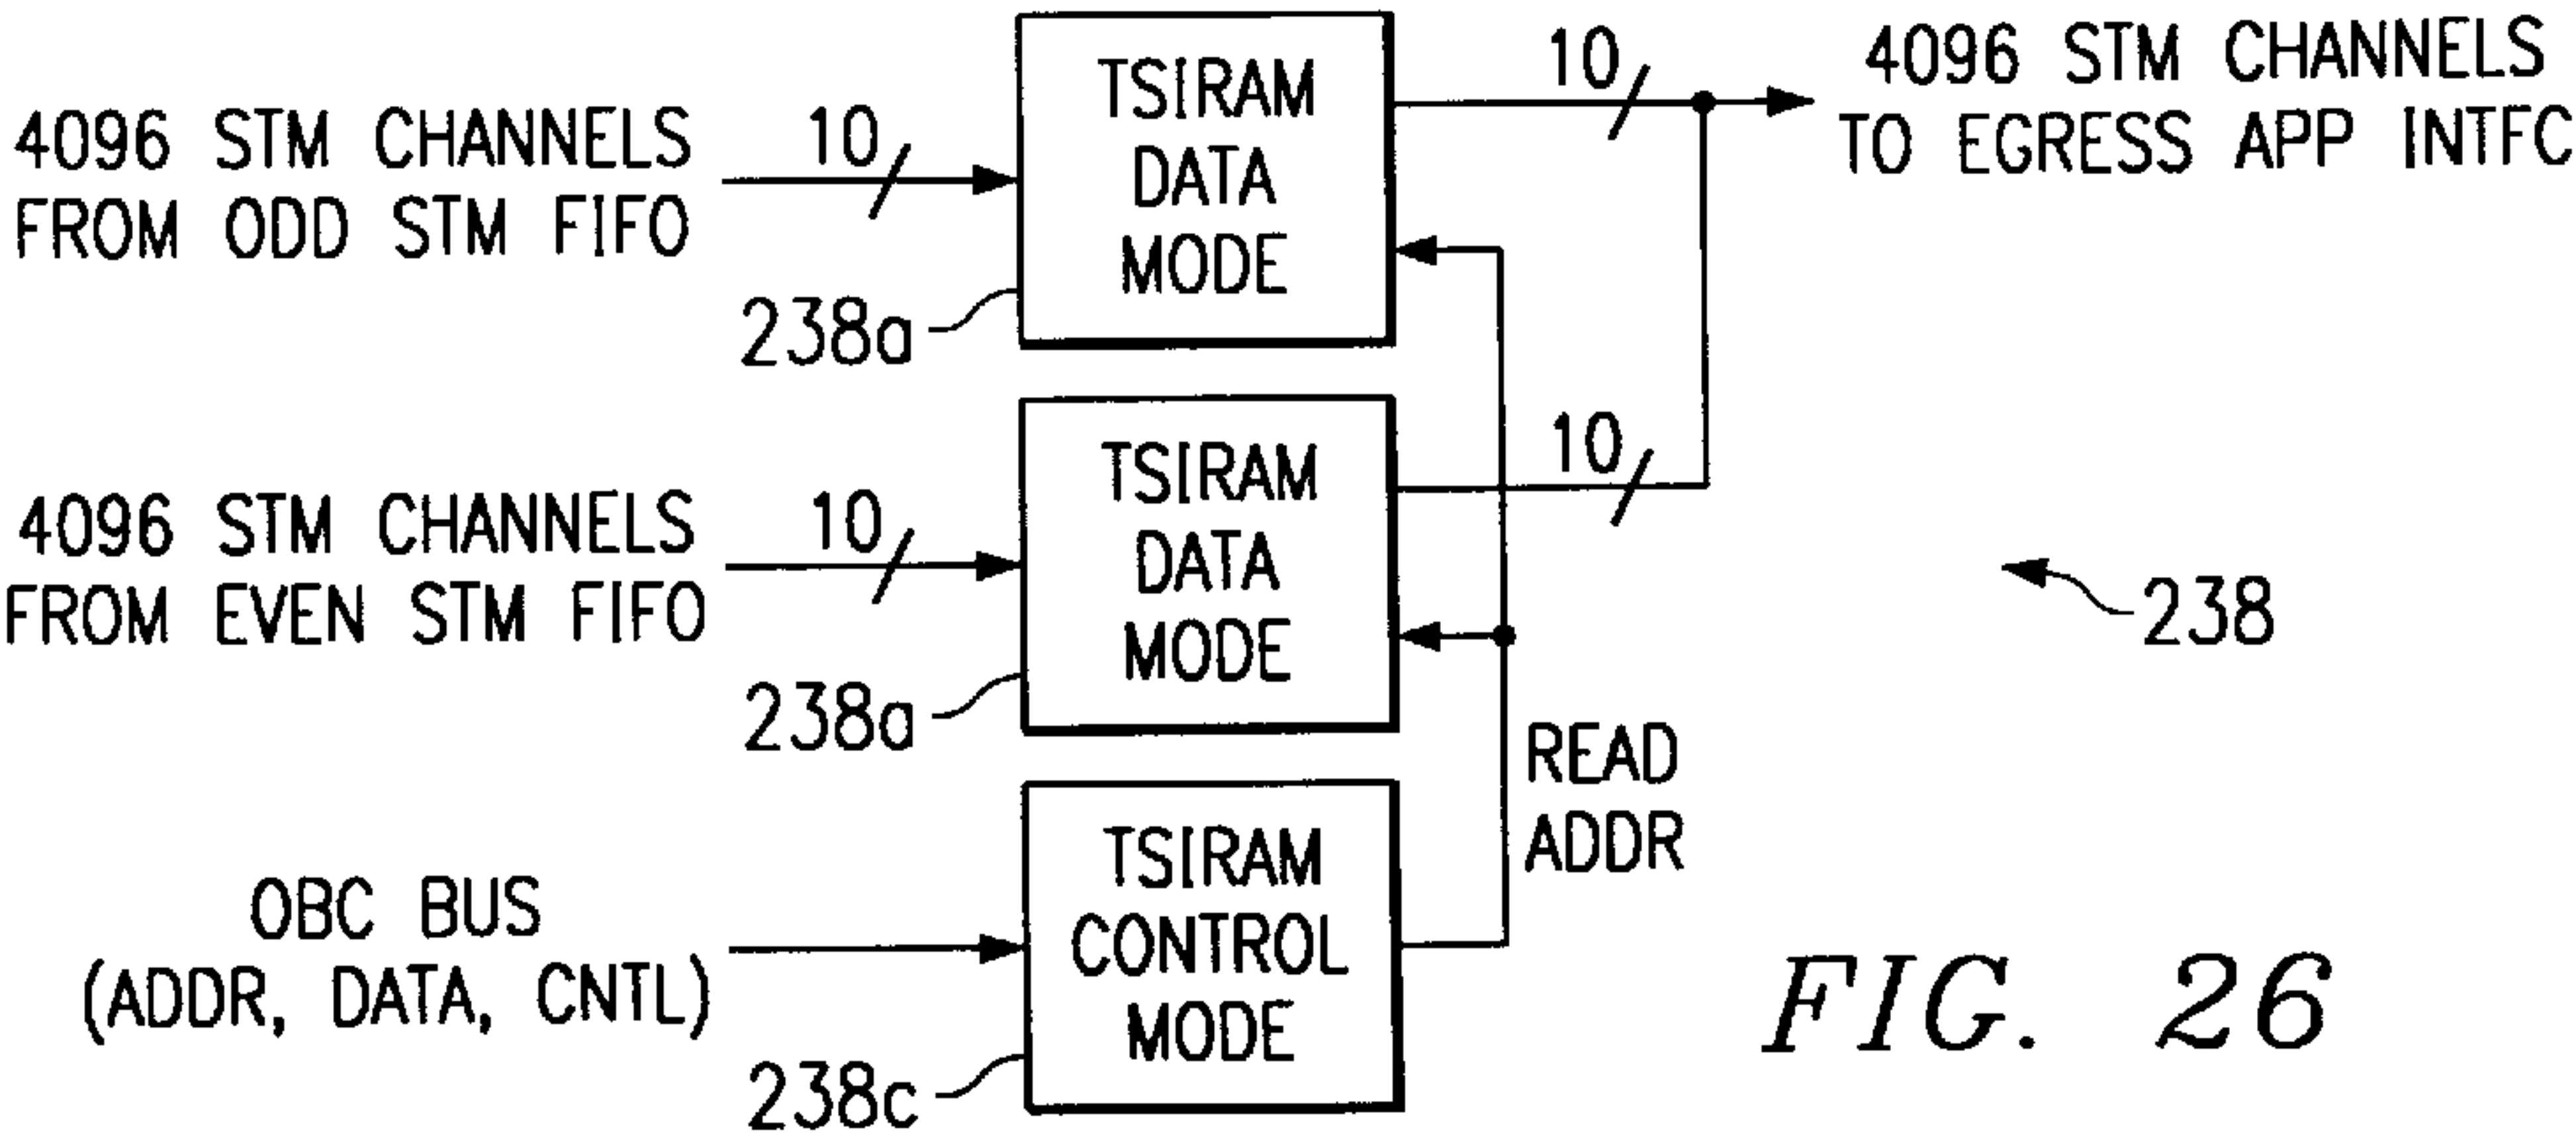 4096 STM CHANNELS
FROM ODD STM FIFO
10
TSIRAM
DATA
MODE
238a
10
4096 STM CHANNELS
TO EGRESS APP INTFC
4096 STM CHANNELS
FROM EVEN STM FIFO
10
TSIRAM
DATA
MODE
238a
10
238
READ
ADDR
OBC BUS
(ADDR, DATA, CNTL)
TSIRAM
CONTROL
MODE
238c
FIG. 26